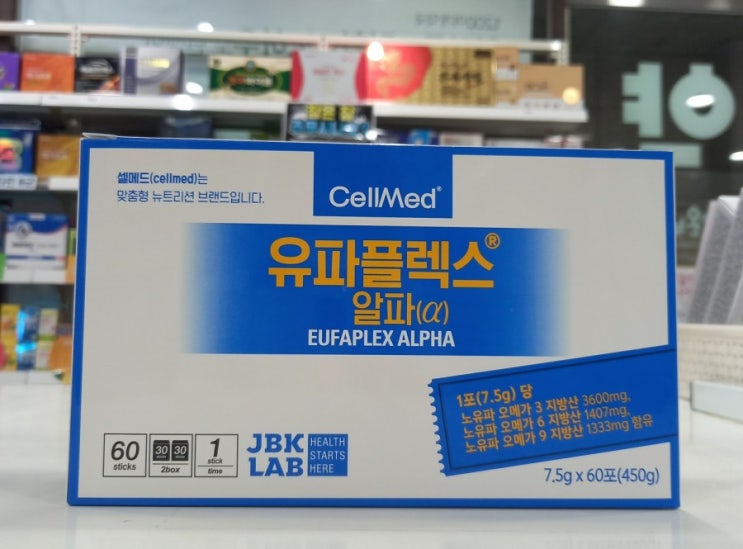 셀메드(cellmed)는
맞춤형 뉴트리션 브랜드입니다.
CellMed®
유파플렉스®
알파(α)
EUFAPLEX ALPHA
1포(7.5g) 당
노유파 오메가 3 지방산 3600mg,
노유파 오메가 6 지방산 1407mg,
노유파 오메가 9 지방산 1333mg 함유
7.5g x 60포(450g)
60
sticks
30 30
2box
1
stick
time
JBK
LAB
HEALTH
STARTS
HERE